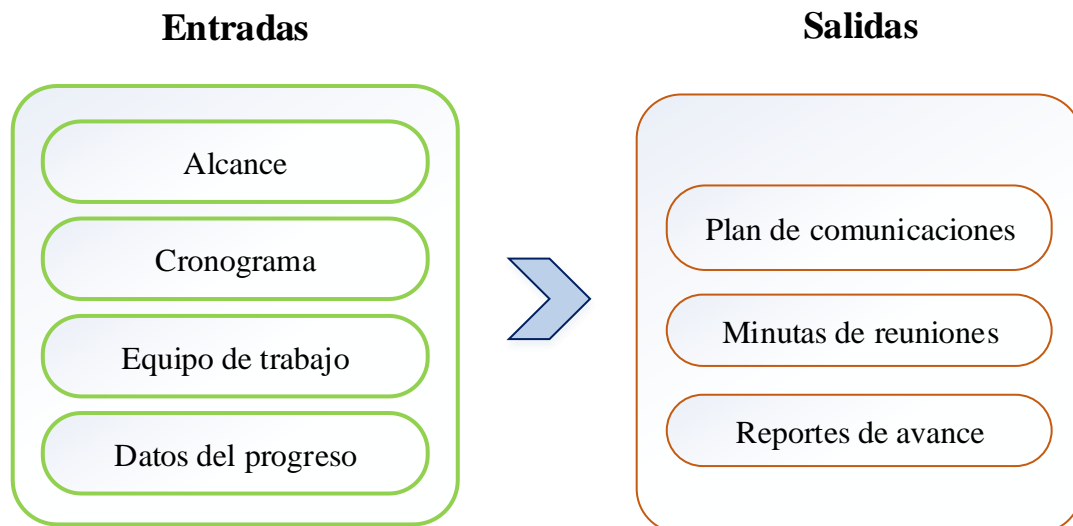 Entradas
Alcance
Cronograma
Equipo de trabajo
Datos del progreso
Salidas
Plan de comunicaciones
Minutas de reuniones
Reportes de avance